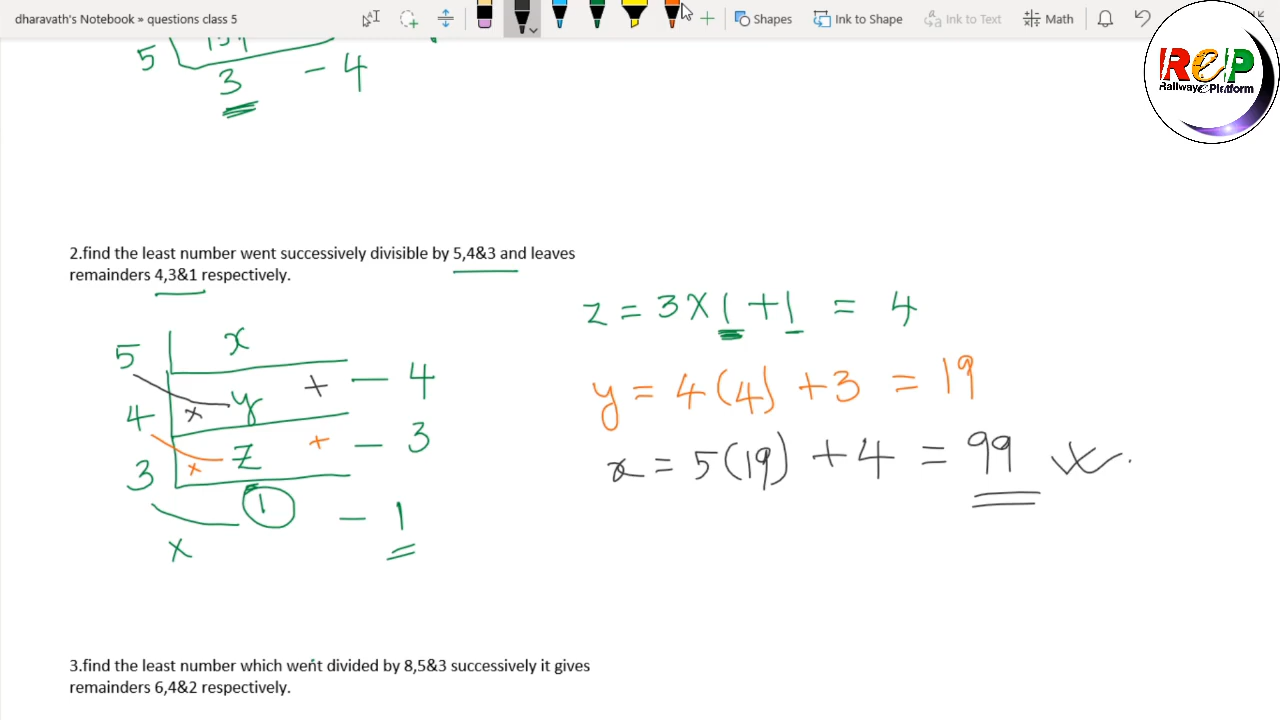 dharavath's Notebook » questions class 5
Shapes
Ink to Shape
Ink to Text
Math
ReP
Railways Platform
5
3 - 4
2.find the least number went successively divisible by 5,4&3 and leaves
remainders 4,3&1 respectively.
5 x
4 y + - 4
3 z + - 3
1 - 1
x
z = 3 x 1 + 1 = 4
y = 4(4) + 3 = 19
x = 5(19) + 4 = 99
3.find the least number which went divided by 8,5&3 successively it gives
remainders 6,4&2 respectively.